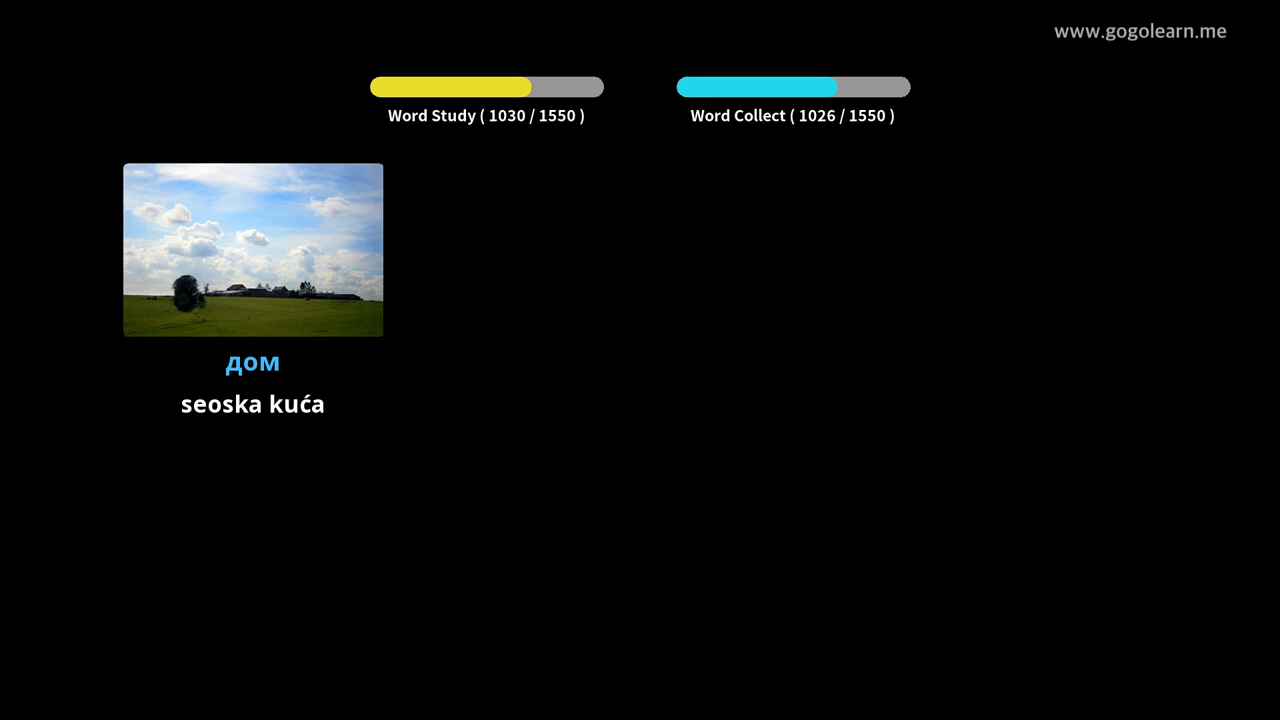 www.gogolearn.me
Word Study ( 1030 / 1550 )
Word Collect ( 1026 / 1550 )
дом
seoska kuća